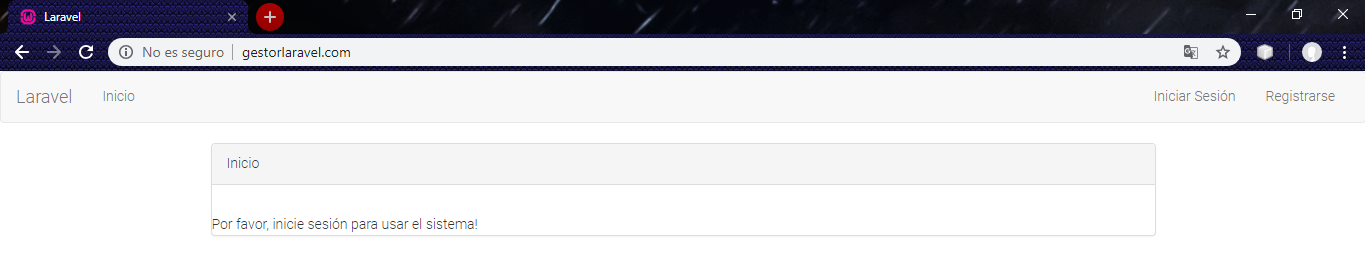 Laravel
No es seguro gestorlaravel.com
Laravel Inicio Iniciar Sesión Registrarse
Inicio
Por favor, inicie sesión para usar el sistema!